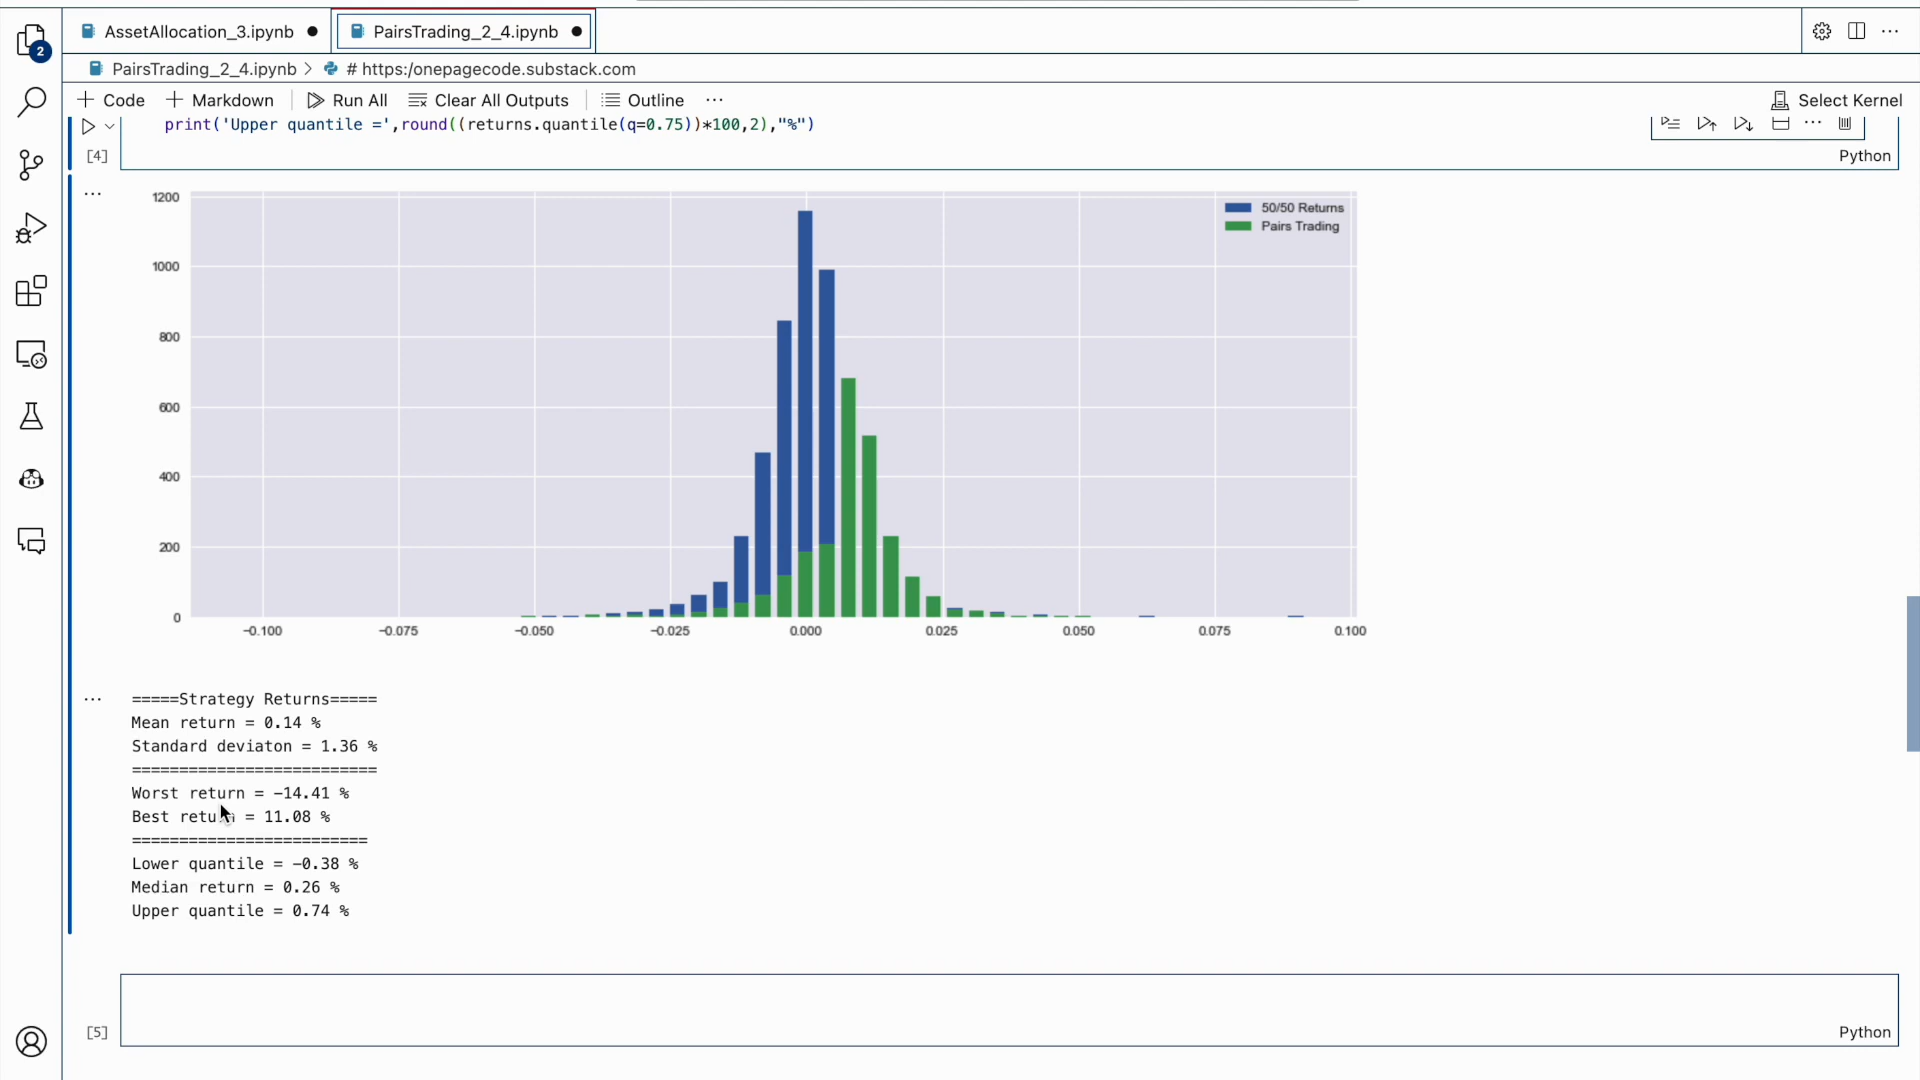 AssetAllocation_3.ipynb
PairsTrading_2_4.ipynb
2
PairsTrading_2_4.ipynb > # https:/onepagecode.substack.com
Code
Markdown
Run All
Clear All Outputs
Outline
...
Select Kernel
print('Upper quantile =',round((returns.quantile(q=0.75))*100,2),"%")
[4]
Python
1200
1000
800
600
400
200
0
50/50 Returns
Pairs Trading
−0.100
−0.075
−0.050
−0.025
0.000
0.025
0.050
0.075
0.100
=====Strategy Returns=====
Mean return = 0.14 %
Standard deviaton = 1.36 %
==========================
Worst return = -14.41 %
Best return = 11.08 %
=========================
Lower quantile = -0.38 %
Median return = 0.26 %
Upper quantile = 0.74 %
[5]
Python